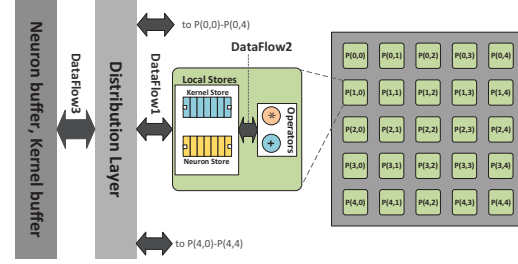 Neuron buffer, Kernel buffer
DataFlow3
Distribution Layer
DataFlow1
to P(0,0)-P(0,4)
DataFlow2
Local Stores
Kernel Store
Neuron Store
*
+
Operators
to P(4,0)-P(4,4)
P(0,0) P(0,1) P(0,2) P(0,3) P(0,4)
P(1,0) P(1,1) P(1,2) P(1,3) P(1,4)
P(2,0) P(2,1) P(2,2) P(2,3) P(2,4)
P(3,0) P(3,1) P(3,2) P(3,3) P(3,4)
P(4,0) P(4,1) P(4,2) P(4,3) P(4,4)